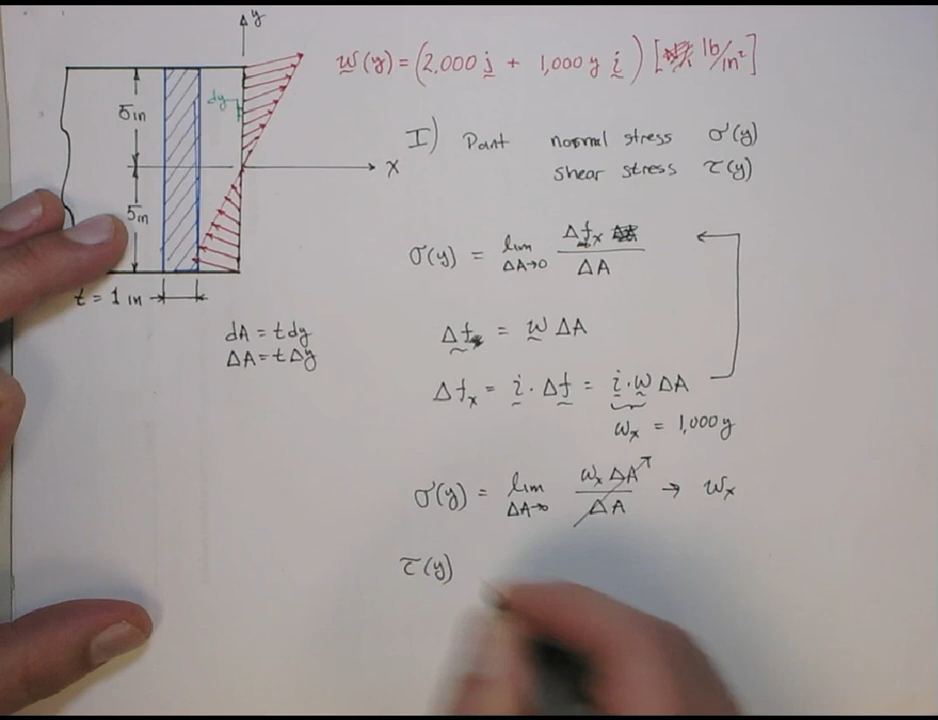 y
w(y) = (2,000 j + 1,000 y i) [lb/in²]
dy
5in
I) Part normal stress σ(y)
shear stress τ(y)
x
5in
σ(y) = lim ΔA→0 Δfx / ΔA
t = 1 in
dA = t dy
ΔA = t Δy
Δf = w ΔA
Δfx = i · Δf = i · w ΔA
wx = 1,000 y
σ(y) = lim ΔA→0 wx ΔA / ΔA → wx
τ(y)